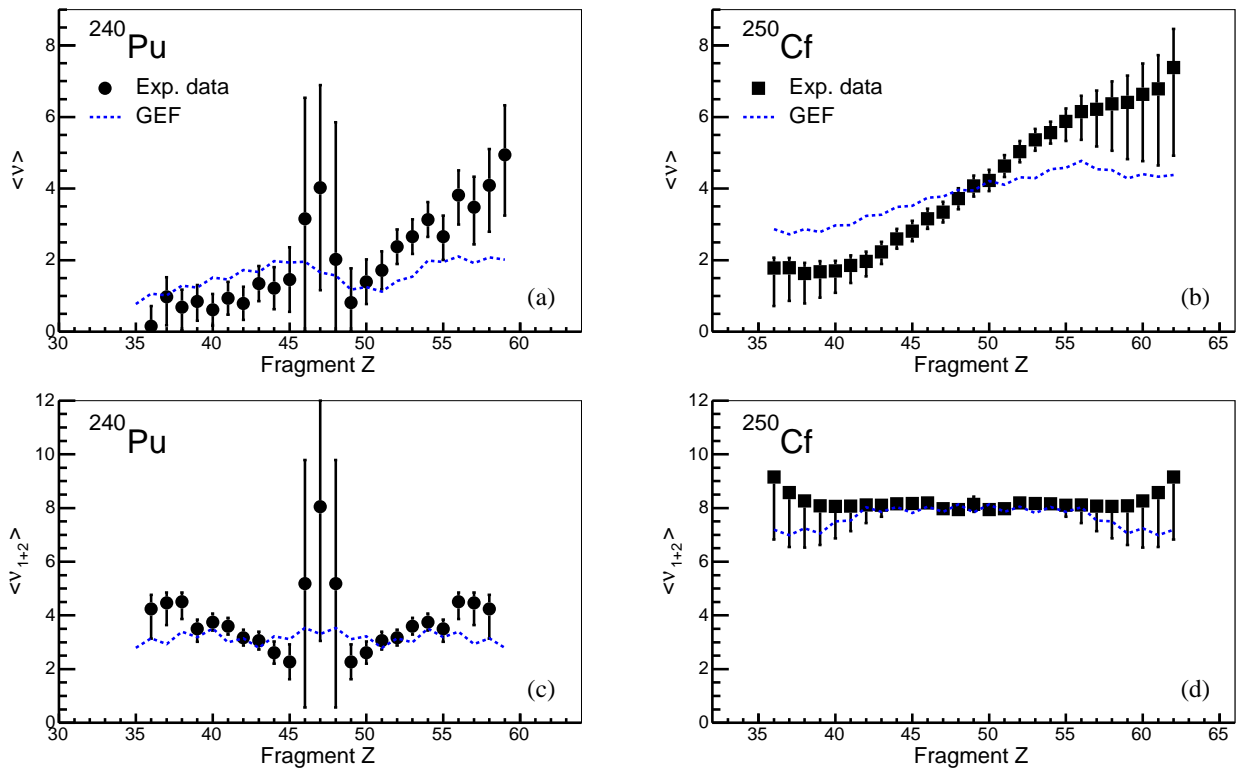 ²⁴⁰Pu
Exp. data
GEF
<ν>
8
6
4
2
0
30 40 50 60
Fragment Z
(a)
²⁵⁰Cf
Exp. data
GEF
<ν>
8
6
4
2
0
35 40 45 50 55 60 65
Fragment Z
(b)
²⁴⁰Pu
<ν₁₊₂>
12
10
8
6
4
2
0
30 35 40 45 50 55 60
Fragment Z
(c)
²⁵⁰Cf
<ν₁₊₂>
12
10
8
6
4
2
0
35 40 45 50 55 60 65
Fragment Z
(d)